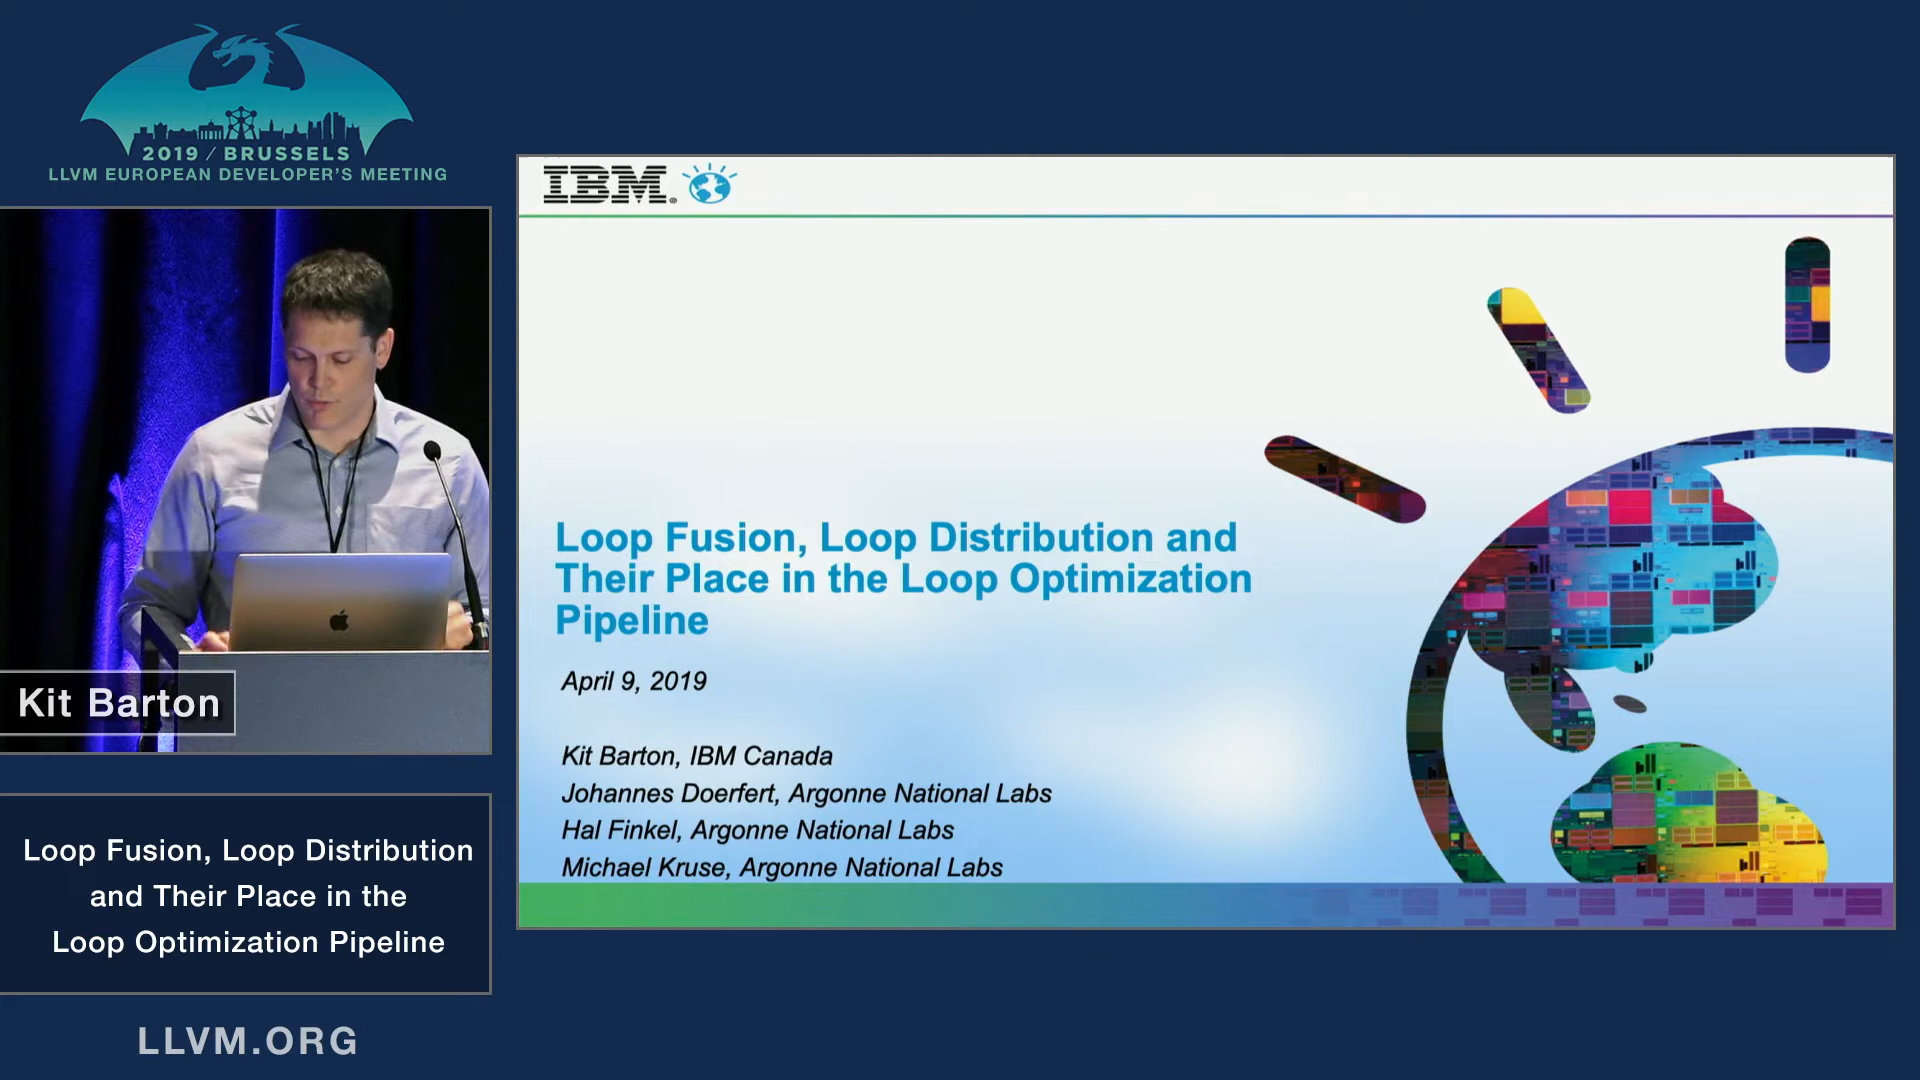 2019 / BRUSSELS
LLVM EUROPEAN DEVELOPER'S MEETING
Kit Barton
Loop Fusion, Loop Distribution
and Their Place in the
Loop Optimization Pipeline
LLVM.ORG
IBM®
Loop Fusion, Loop Distribution and
Their Place in the Loop Optimization
Pipeline
April 9, 2019
Kit Barton, IBM Canada
Johannes Doerfert, Argonne National Labs
Hal Finkel, Argonne National Labs
Michael Kruse, Argonne National Labs